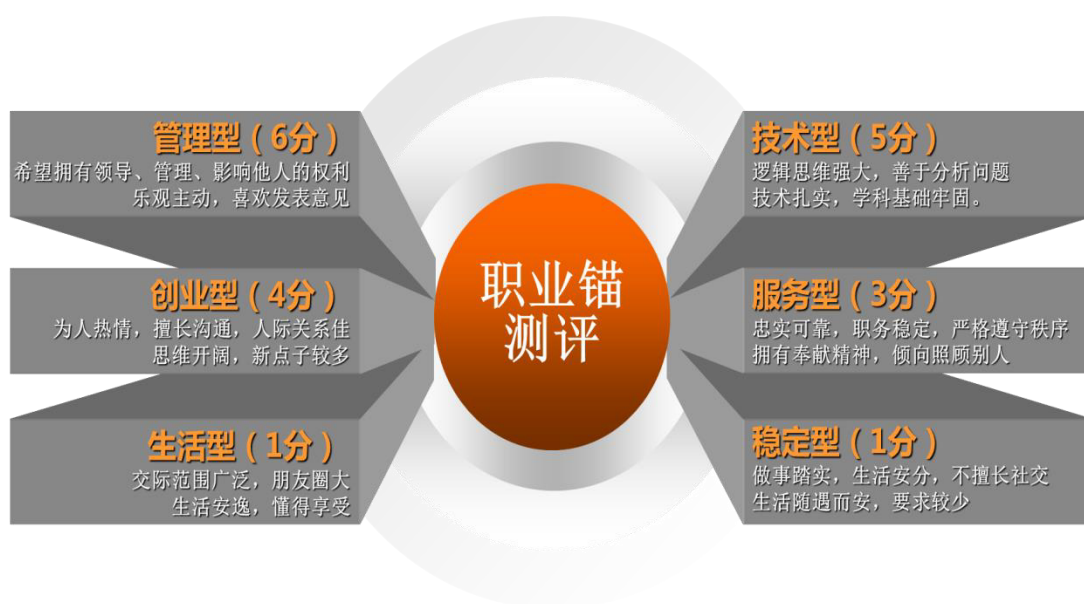 管理型（6分）
希望拥有领导、管理、影响他人的权利
乐观主动，喜欢发表意见
创业型（4分）
为人热情，擅长沟通，人际关系佳
思维开阔，新点子较多
生活型（1分）
交际范围广泛，朋友圈大
生活安逸，懂得享受
职业锚
测评
技术型（5分）
逻辑思维强大，善于分析问题
技术扎实，学科基础牢固。
服务型（3分）
忠实可靠，职务稳定，严格遵守秩序
拥有奉献精神，倾向照顾别人
稳定型（1分）
做事踏实，生活安分，不擅长社交
生活随遇而安，要求较少